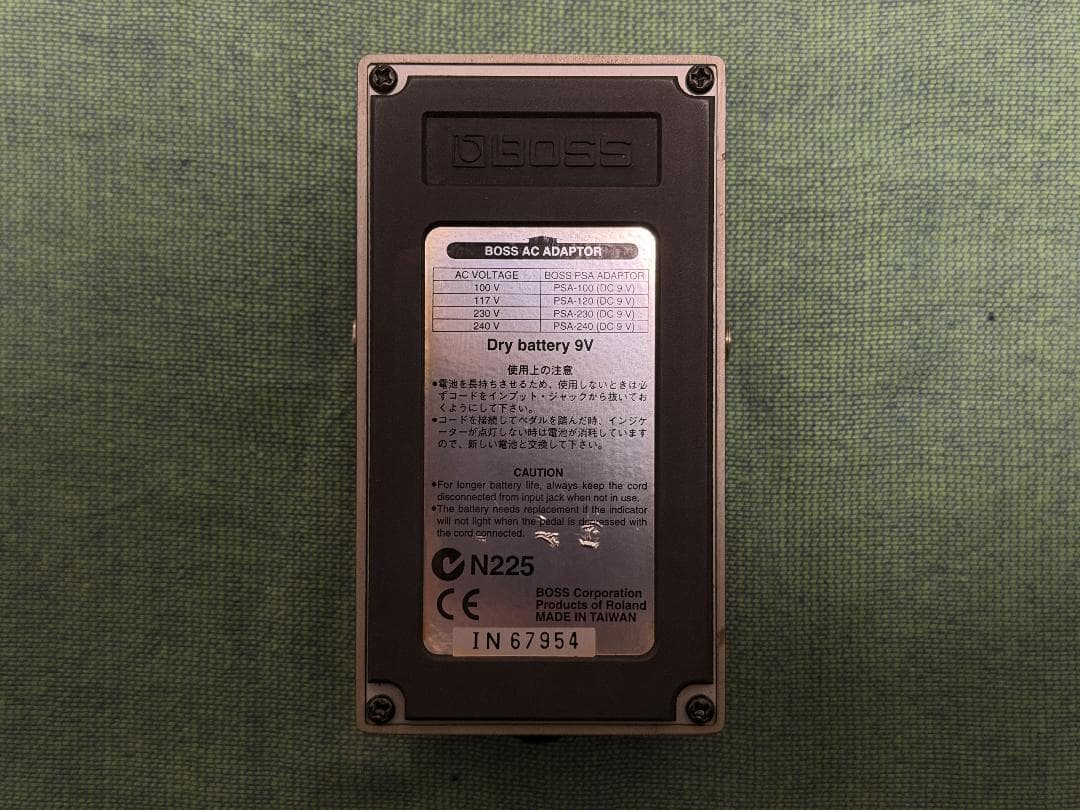 BOSS
BOSS AC ADAPTOR
AC VOLTAGE BOSS PSA ADAPTOR
100 V PSA-100 (DC 9 V)
117 V PSA-120 (DC 9 V)
230 V PSA-230 (DC 9 V)
240 V PSA-240 (DC 9 V)
Dry battery 9V
使用上の注意
●電池を長持ちさせるため、使用しないときは必
ずコードをインプット・ジャックから抜いてお
くようにして下さい。
●コードを接続してペダルを踏んだ時、インジケ
ーターが点灯しない時は電池が消耗しています
ので、新しい電池と交換して下さい。
CAUTION
●For longer battery life, always keep the cord
disconnected from input jack when not in use.
●The battery needs replacement if the indicator
will not light when the pedal is depressed with
the cord connected.
N225
CE
BOSS Corporation
Products of Roland
MADE IN TAIWAN
IN 67954